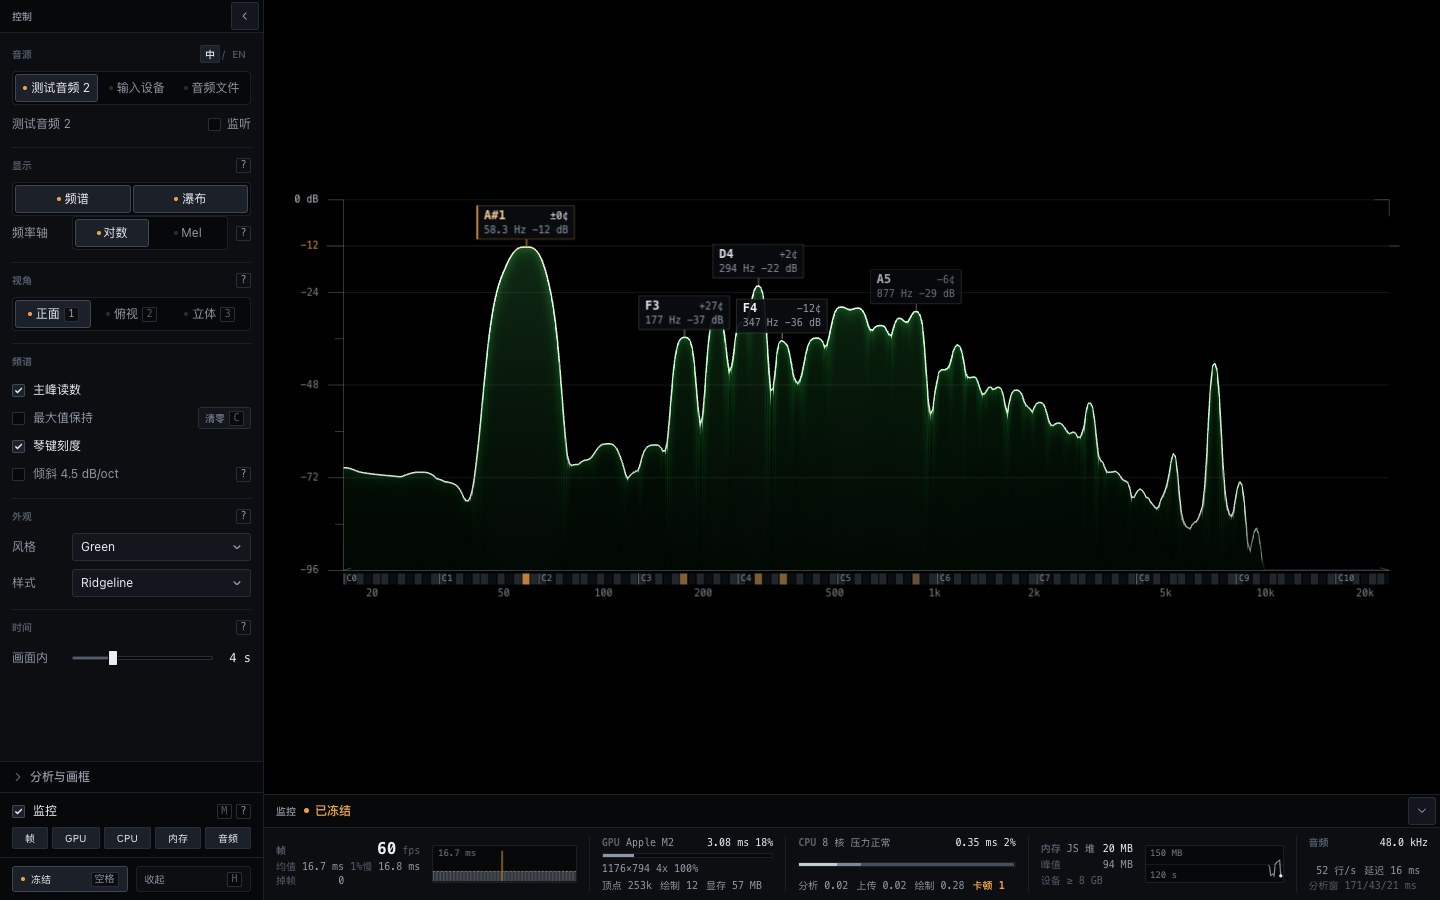 控制
音源 中 / EN
测试音频 2 输入设备 音频文件
测试音频 2 监听
显示 ?
频谱 瀑布
频率轴 对数 Mel ?
视角 ?
正面 1 俯视 2 立体 3
频谱
主峰读数
最大值保持 清零 C
琴键刻度
倾斜 4.5 dB/oct ?
外观 ?
风格 Green
样式 Ridgeline
时间 ?
画面内 4 s
分析与画框
监控 M ?
帧 GPU CPU 内存 音频
冻结 空格 收起 H
0 dB
−12
−24
−48
−72
−96
A#1 ±0¢
58.3 Hz −12 dB
D4 +2¢
294 Hz −22 dB
A5 −6¢
877 Hz −29 dB
F3 +27¢
177 Hz −37 dB
F4 −12¢
347 Hz −36 dB
C0 C1 C2 C3 C4 C5 C6 C7 C8 C9 C10
20 50 100 200 500 1k 2k 5k 10k 20k
监控 已冻结
帧 60 fps
均值 16.7 ms 1%慢 16.8 ms
掉帧 0
16.7 ms
GPU Apple M2 3.08 ms 18%
1176×794 4x 100%
顶点 253k 绘制 12 显存 57 MB
CPU 8 核 压力正常 0.35 ms 2%
分析 0.02 上传 0.02 绘制 0.28 卡顿 1
内存 JS 堆 20 MB
峰值 94 MB
设备 ≥ 8 GB
150 MB
120 s
音频 48.0 kHz
52 行/s 延迟 16 ms
分析窗 171/43/21 ms